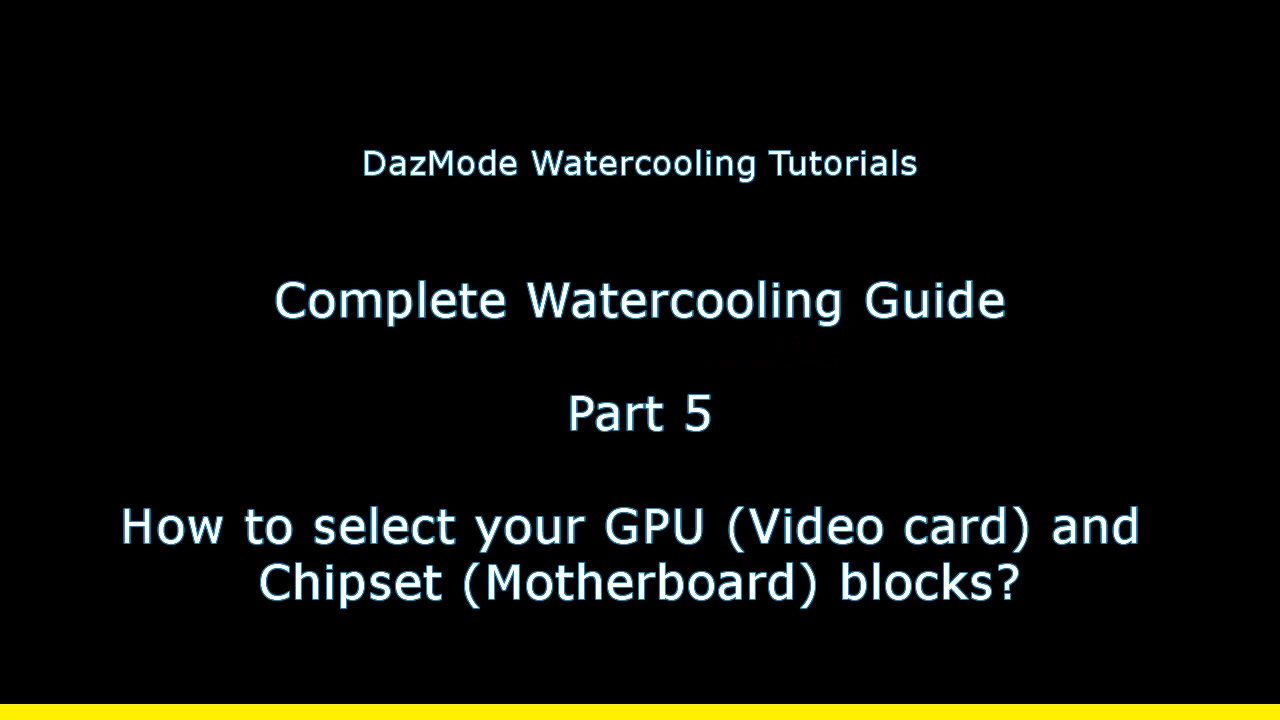 DazMode Watercooling Tutorials
Complete Watercooling Guide
Part 5
How to select your GPU (Video card) and
Chipset (Motherboard) blocks?